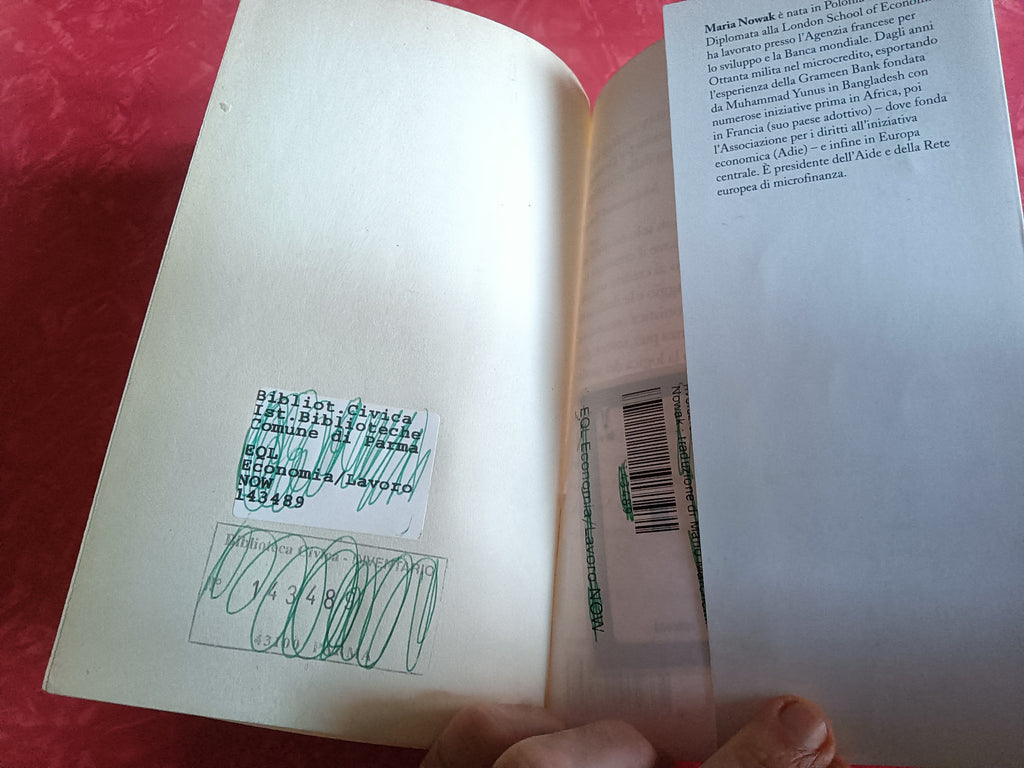 Bibliot.Civica
Ist.Biblioteche
Comune di Parma
EQL
Economia/Lavoro
NOW
143489
Biblioteca Civica - INVENTARIO
N° 143489
43100
EQL Economia/Lavoro NOW
Maria Nowak è nata in Polonia
Diplomata alla London School of Econom
ha lavorato presso l'Agenzia francese per
lo sviluppo e la Banca mondiale. Dagli anni
Ottanta milita nel microcredito, esportando
l'esperienza della Grameen Bank fondata
da Muhammad Yunus in Bangladesh con
numerose iniziative prima in Africa, poi
in Francia (suo paese adottivo) – dove fonda
l'Associazione per i diritti all'iniziativa
economica (Adie) – e infine in Europa
centrale. È presidente dell'Aide e della Rete
europea di microfinanza.